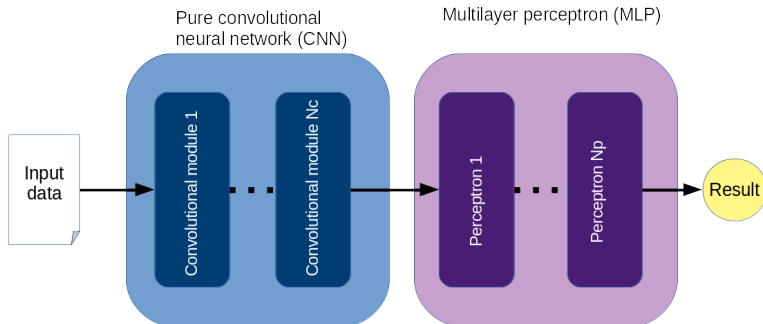 Pure convolutional
neural network (CNN)
Multilayer perceptron (MLP)
Input
data
Convolutional module 1
Convolutional module Nc
Perceptron 1
Perceptron Np
Result